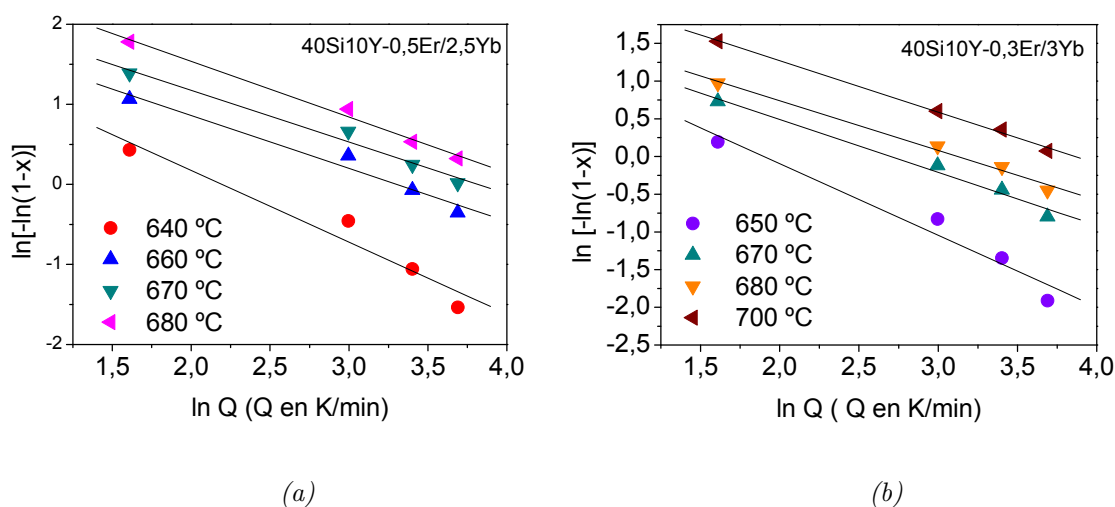 40Si10Y-0,5Er/2,5Yb
ln[-ln(1-x)]
2
1
0
-1
-2
640 ºC
660 ºC
670 ºC
680 ºC
1,5 2,0 2,5 3,0 3,5 4,0
ln Q (Q en K/min)
(a)
40Si10Y-0,3Er/3Yb
ln [-ln(1-x)]
1,5
1,0
0,5
0,0
-0,5
-1,0
-1,5
-2,0
-2,5
650 ºC
670 ºC
680 ºC
700 ºC
1,5 2,0 2,5 3,0 3,5 4,0
ln Q ( Q en K/min)
(b)